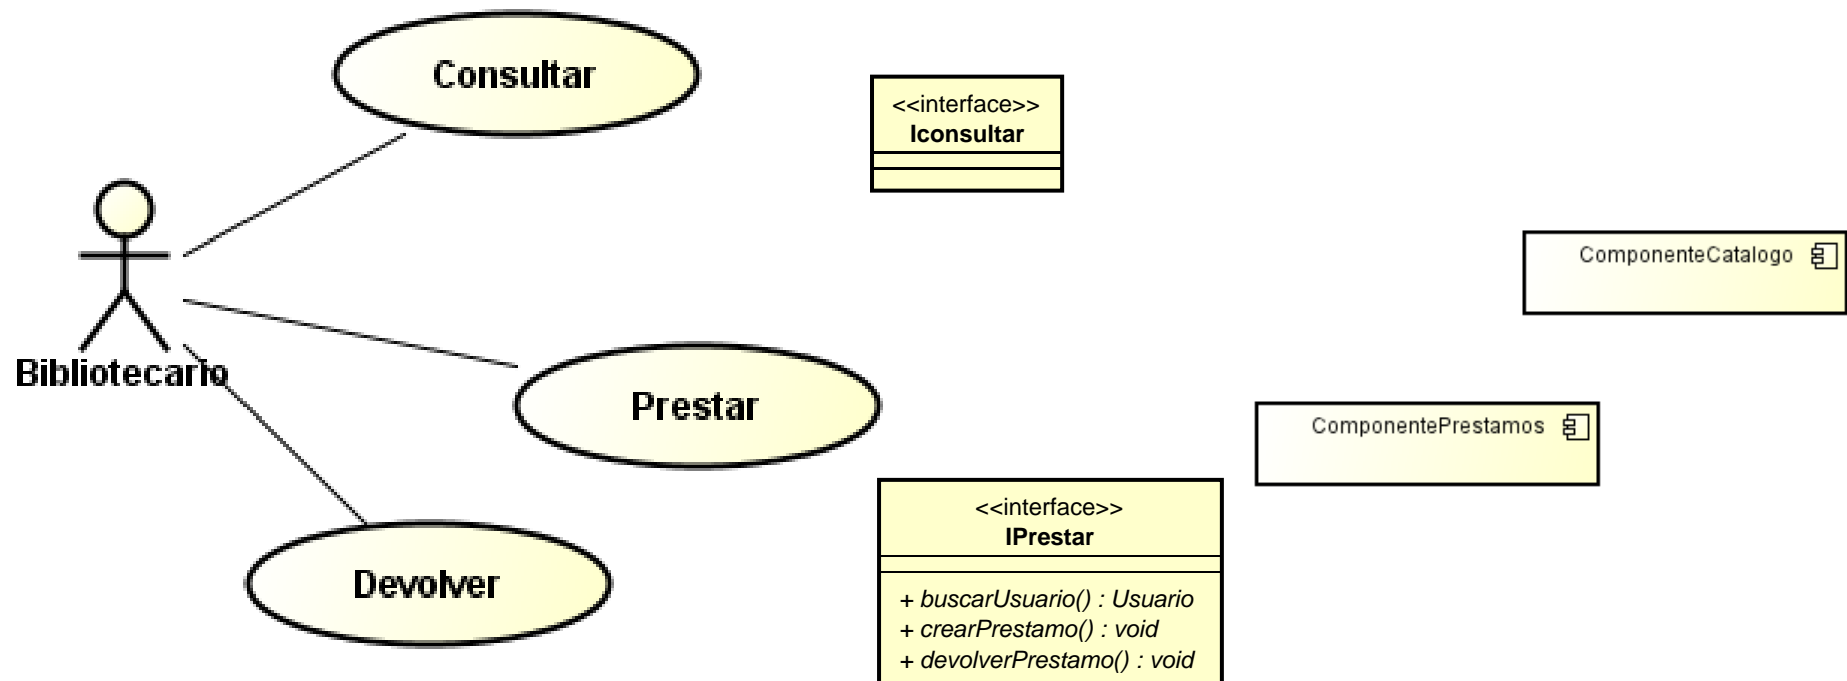 Consultar
<<interface>>
Iconsultar
ComponenteCatalogo
Bibliotecario
Prestar
ComponentePrestamos
<<interface>>
IPrestar
Devolver
+ buscarUsuario() : Usuario
+ crearPrestamo() : void
+ devolverPrestamo() : void